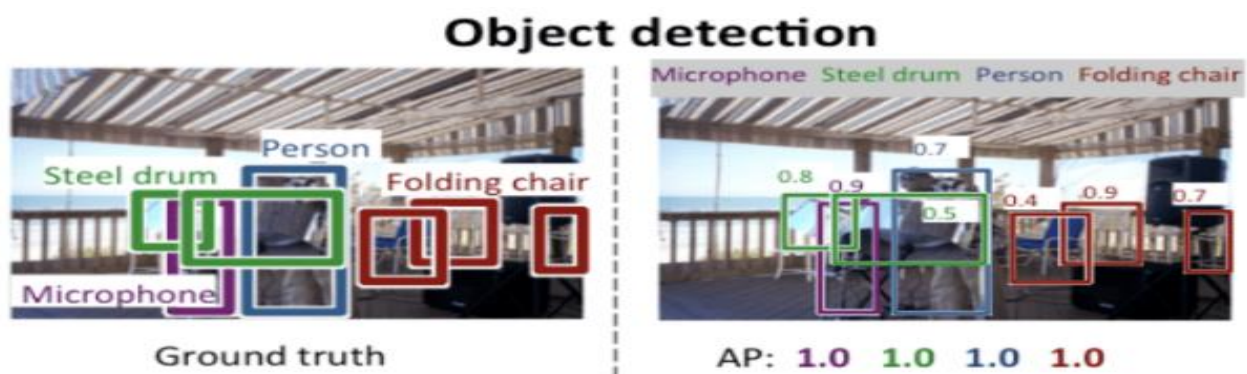 Object detection
Person
Steel drum
Folding chair
Microphone
Ground truth
Microphone Steel drum Person Folding chair
0.7
0.8
0.9
0.5
0.4
0.9
0.7
AP: 1.0 1.0 1.0 1.0